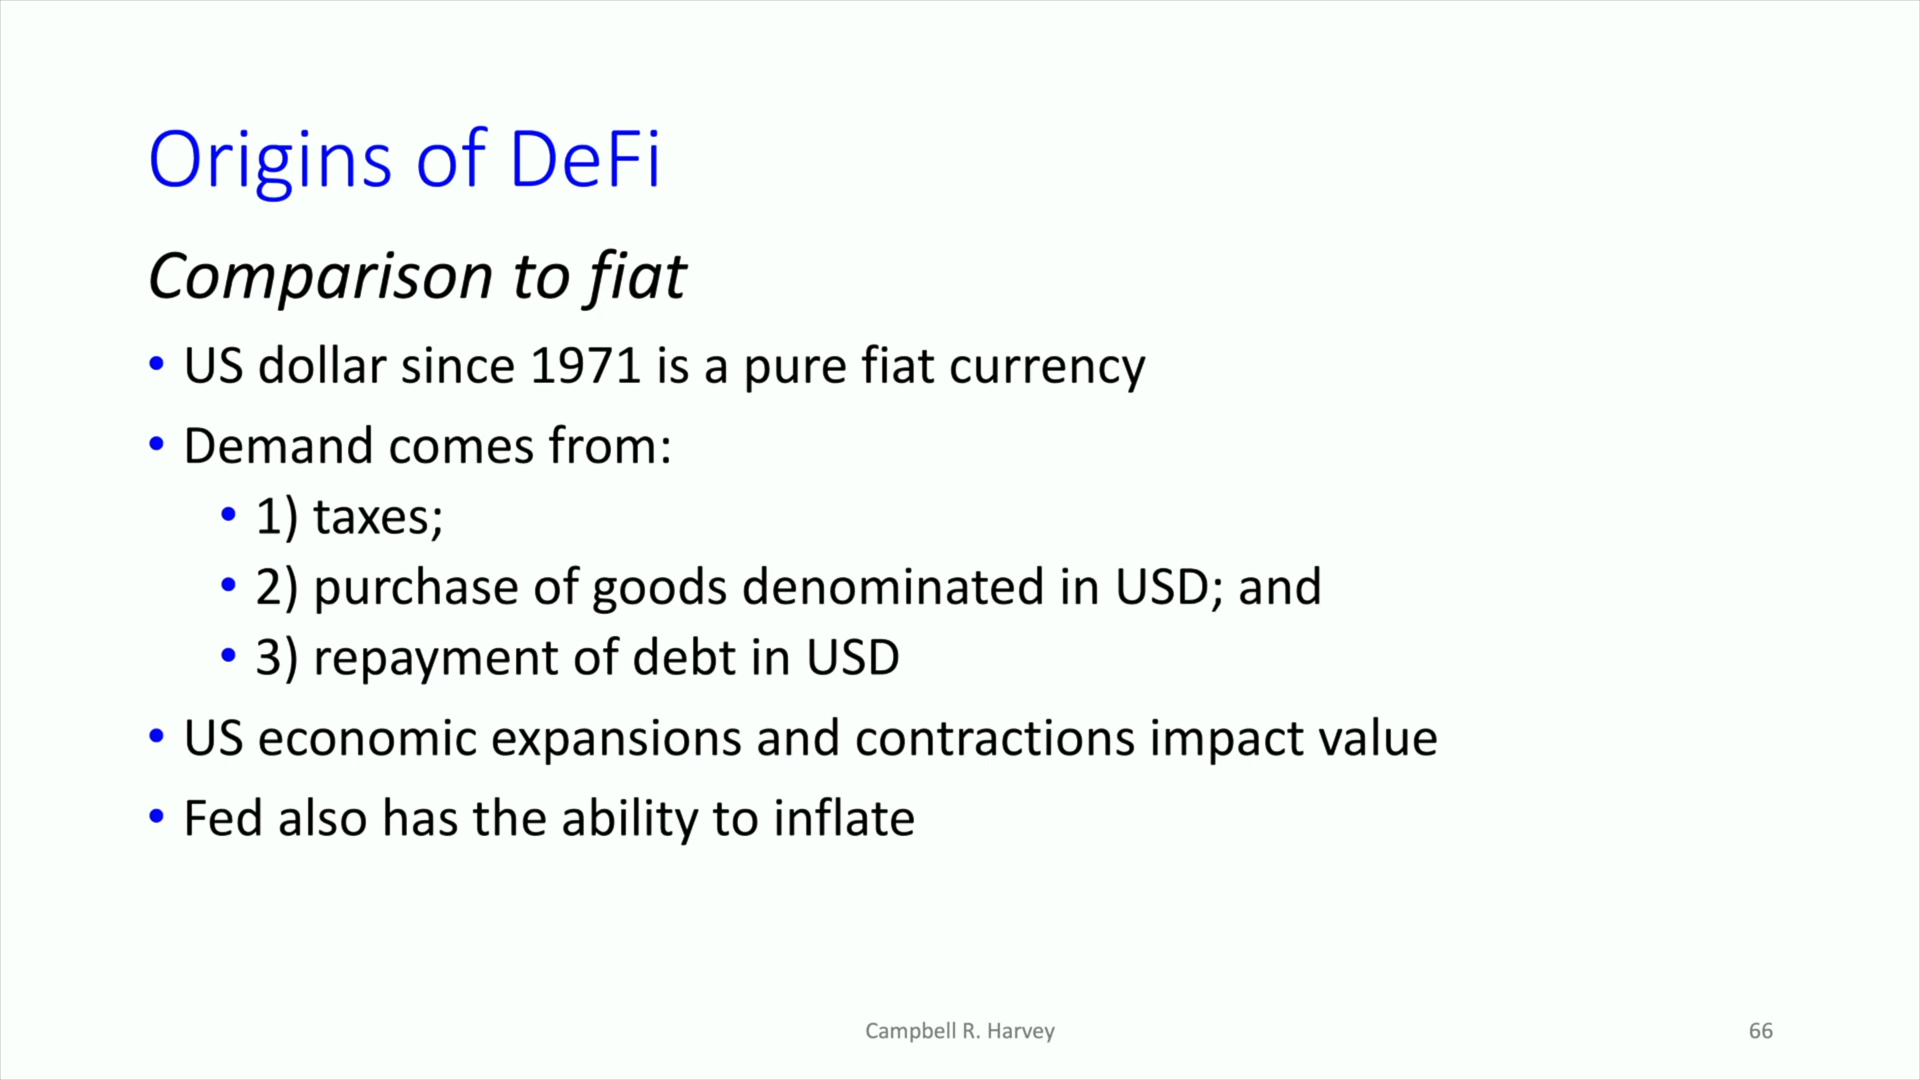 Origins of DeFi
Comparison to fiat
• US dollar since 1971 is a pure fiat currency
• Demand comes from:
• 1) taxes;
• 2) purchase of goods denominated in USD; and
• 3) repayment of debt in USD
• US economic expansions and contractions impact value
• Fed also has the ability to inflate
Campbell R. Harvey
66